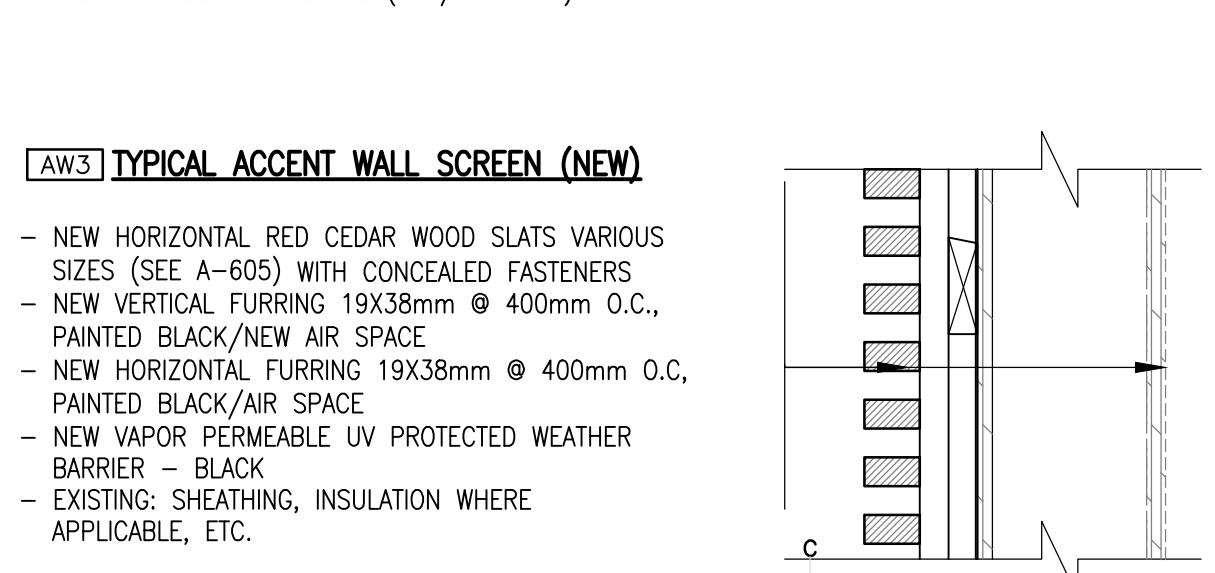 AW3 TYPICAL ACCENT WALL SCREEN (NEW)
– NEW HORIZONTAL RED CEDAR WOOD SLATS VARIOUS
SIZES (SEE A–605) WITH CONCEALED FASTENERS
– NEW VERTICAL FURRING 19X38mm @ 400mm O.C.,
PAINTED BLACK/NEW AIR SPACE
– NEW HORIZONTAL FURRING 19X38mm @ 400mm O.C,
PAINTED BLACK/AIR SPACE
– NEW VAPOR PERMEABLE UV PROTECTED WEATHER
BARRIER – BLACK
– EXISTING: SHEATHING, INSULATION WHERE
APPLICABLE, ETC.
C